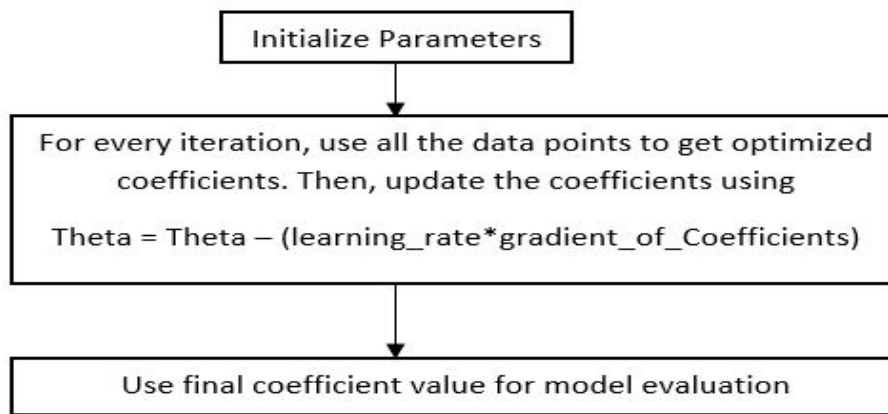 Initialize Parameters
For every iteration, use all the data points to get optimized
coefficients. Then, update the coefficients using
Theta = Theta – (learning_rate*gradient_of_Coefficients)
Use final coefficient value for model evaluation